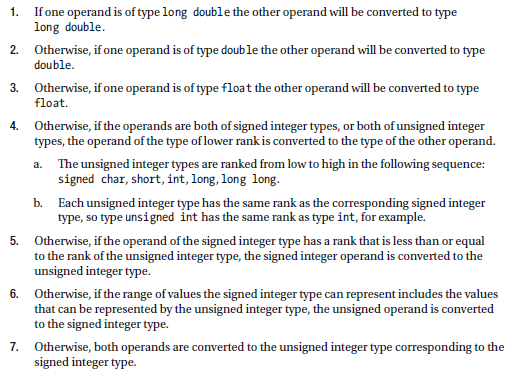 1. If one operand is of type long double the other operand will be converted to type
long double.
2. Otherwise, if one operand is of type double the other operand will be converted to type
double.
3. Otherwise, if one operand is of type float the other operand will be converted to type
float.
4. Otherwise, if the operands are both of signed integer types, or both of unsigned integer
types, the operand of the type of lower rank is converted to the type of the other operand.
a. The unsigned integer types are ranked from low to high in the following sequence:
signed char, short, int, long, long long.
b. Each unsigned integer type has the same rank as the corresponding signed integer
type, so type unsigned int has the same rank as type int, for example.
5. Otherwise, if the operand of the signed integer type has a rank that is less than or equal
to the rank of the unsigned integer type, the signed integer operand is converted to the
unsigned integer type.
6. Otherwise, if the range of values the signed integer type can represent includes the values
that can be represented by the unsigned integer type, the unsigned operand is converted
to the signed integer type.
7. Otherwise, both operands are converted to the unsigned integer type corresponding to the
signed integer type.